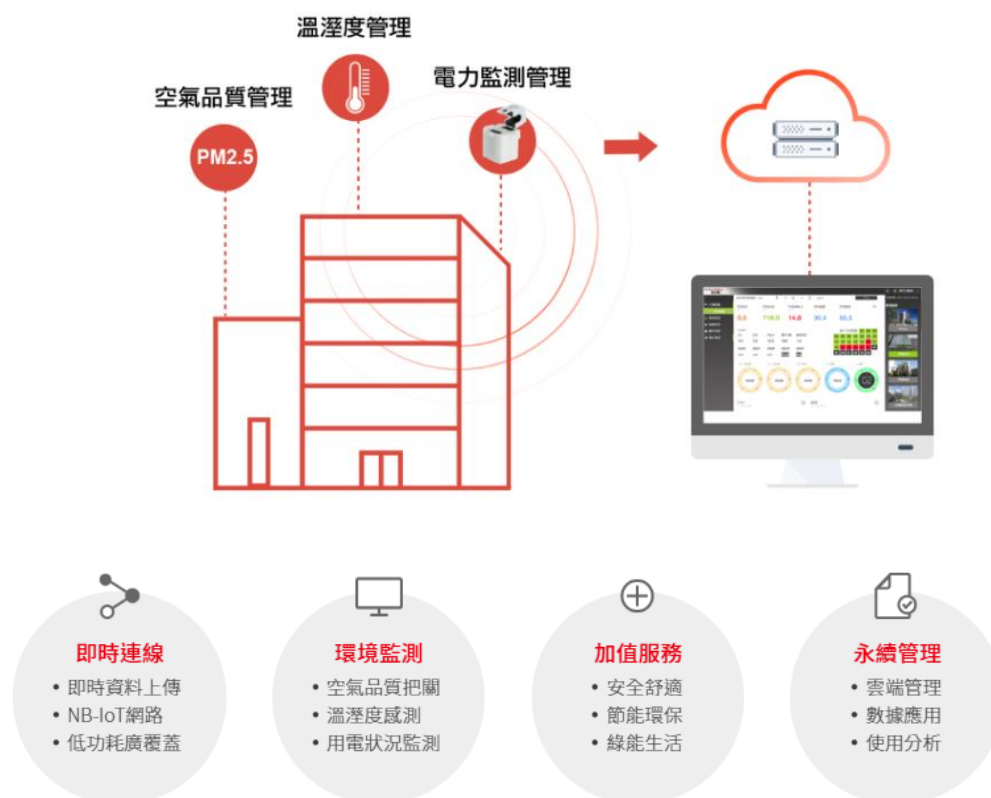 溫溼度管理
空氣品質管理
電力監測管理
PM2.5
即時連線
• 即時資料上傳
• NB-IoT網路
• 低功耗廣覆蓋
環境監測
• 空氣品質把關
• 溫溼度感測
• 用電狀況監測
加值服務
• 安全舒適
• 節能環保
• 綠能生活
永續管理
• 雲端管理
• 數據應用
• 使用分析